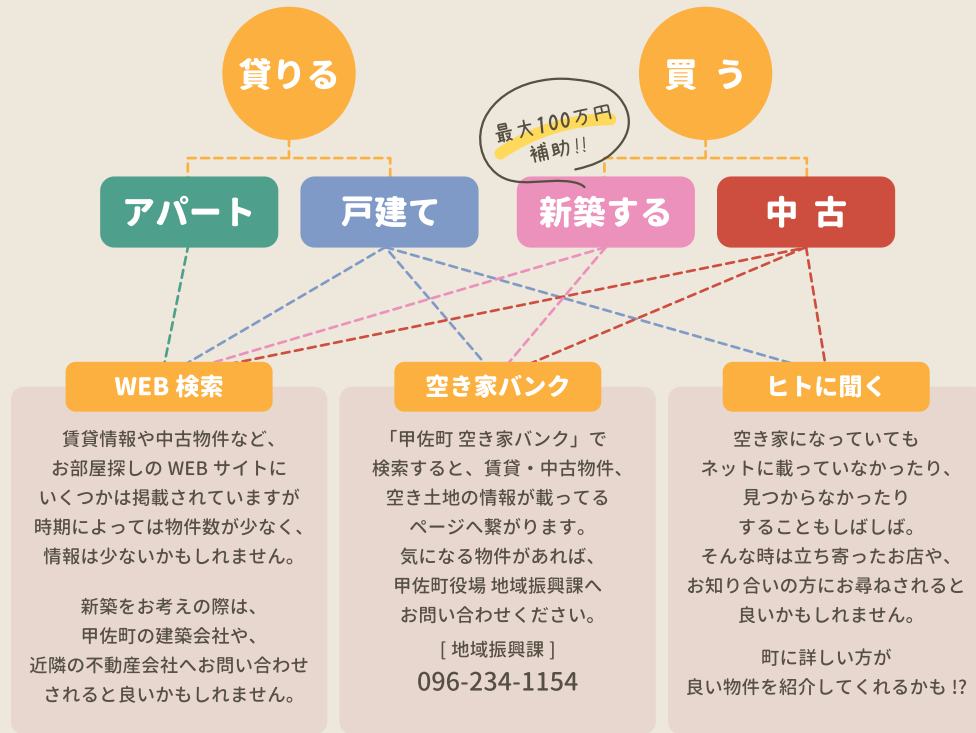 貸りる
買う
最大100万円
補助!!
アパート
戸建て
新築する
中古
WEB 検索
賃貸情報や中古物件など、
お部屋探しの WEB サイトに
いくつかは掲載されていますが
時期によっては物件数が少なく、
情報は少ないかもしれません。
新築をお考えの際は、
甲佐町の建築会社や、
近隣の不動産会社へお問い合わせ
されると良いかもしれません。
空き家バンク
「甲佐町 空き家バンク」で
検索すると、賃貸・中古物件、
空き土地の情報が載ってる
ページへ繋がります。
気になる物件があれば、
甲佐町役場 地域振興課へ
お問い合わせください。
[ 地域振興課 ]
096-234-1154
ヒトに聞く
空き家になっていても
ネットに載っていなかったり、
見つからなかったり
することもしばしば。
そんな時は立ち寄ったお店や、
お知り合いの方にお尋ねされると
良いかもしれません。
町に詳しい方が
良い物件を紹介してくれるかも !?